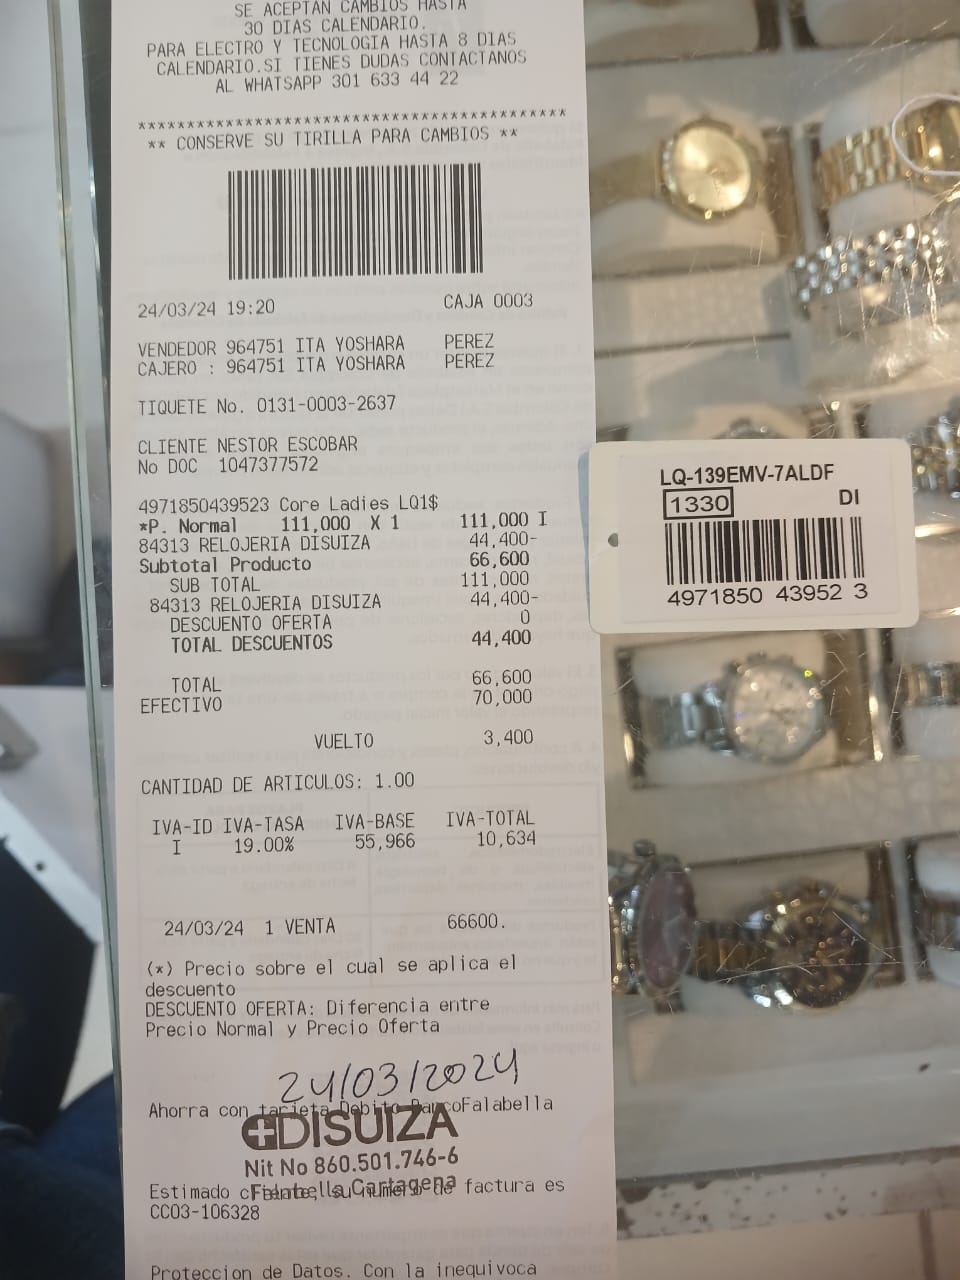 SE ACEPTAN CAMBIOS HASTA
30 DIAS CALENDARIO.
PARA ELECTRO Y TECNOLOGIA HASTA 8 DIAS
CALENDARIO.SI TIENES DUDAS CONTACTANOS
AL WHATSAPP 301 633 44 22
********************************************
** CONSERVE SU TIRILLA PARA CAMBIOS **
24/03/24 19:20 CAJA 0003
VENDEDOR 964751 ITA YOSHARA PEREZ
CAJERO : 964751 ITA YOSHARA PEREZ
TIQUETE No. 0131-0003-2637
CLIENTE NESTOR ESCOBAR
No DOC 1047377572
4971850439523 Core Ladies LQ1$
*P. Normal 111,000 X 1 111,000 I
84313 RELOJERIA DISUIZA 44,400-
Subtotal Producto 66,600
SUB TOTAL 111,000
84313 RELOJERIA DISUIZA 44,400-
DESCUENTO OFERTA 0
TOTAL DESCUENTOS 44,400
TOTAL 66,600
EFECTIVO 70,000
VUELTO 3,400
CANTIDAD DE ARTICULOS: 1.00
IVA-ID IVA-TASA IVA-BASE IVA-TOTAL
I 19.00% 55,966 10,634
24/03/24 1 VENTA 66600.
(*) Precio sobre el cual se aplica el
descuento
DESCUENTO OFERTA: Diferencia entre
Precio Normal y Precio Oferta
24/03/2024
Ahorra con tarjeta Debito BancoFalabella
DISUIZA
Nit No 860.501.746-6
Falabella Cartagena
Estimado cliente, su numero de factura es
CC03-106328
Proteccion de Datos. Con la inequivoca
LQ-139EMV-7ALDF
1330 DI
4971850 43952 3